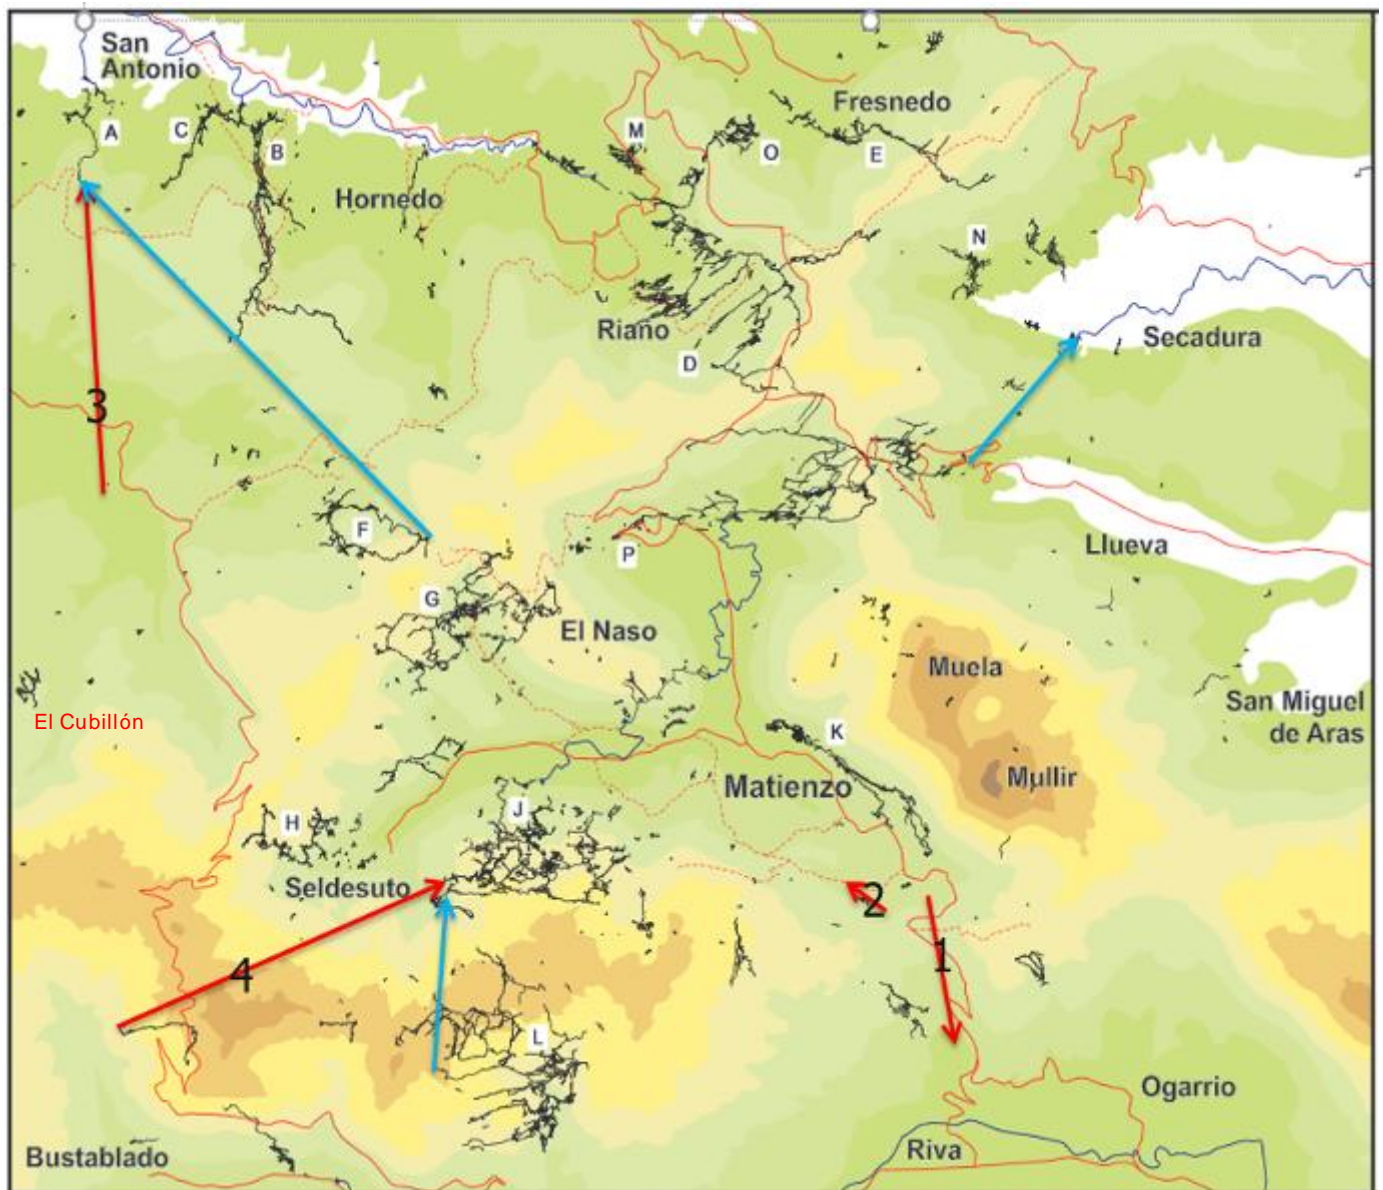 San
Antonio
A
C
B
M
O
Fresnedo
E
Hornedo
N
Riaño
D
Secadura
3
F
P
Llueva
G
El Naso
Muela
El Cubillón
San Miguel
de Aras
K
Matienzo
Mullir
H
J
Seldesuto
2
4
1
L
Ogarrio
Bustablado
Riva